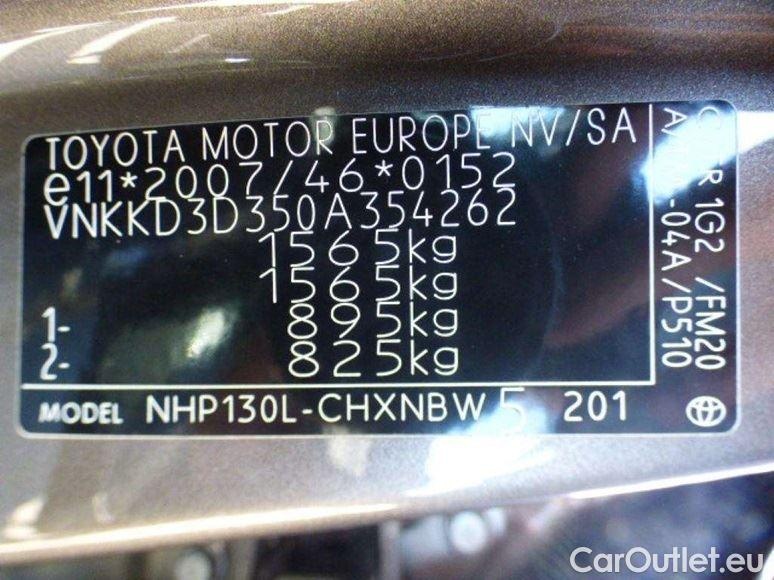 TOYOTA MOTOR EUROPE NV/SA
e11*2007/46*0152
VNKKD3D350A354262
1565kg
1565kg
1- 895kg
2- 825kg
MODEL NHP130L-CHXNBW 5 201
1G2 /FM20
-04A/P510
CarOutlet.eu